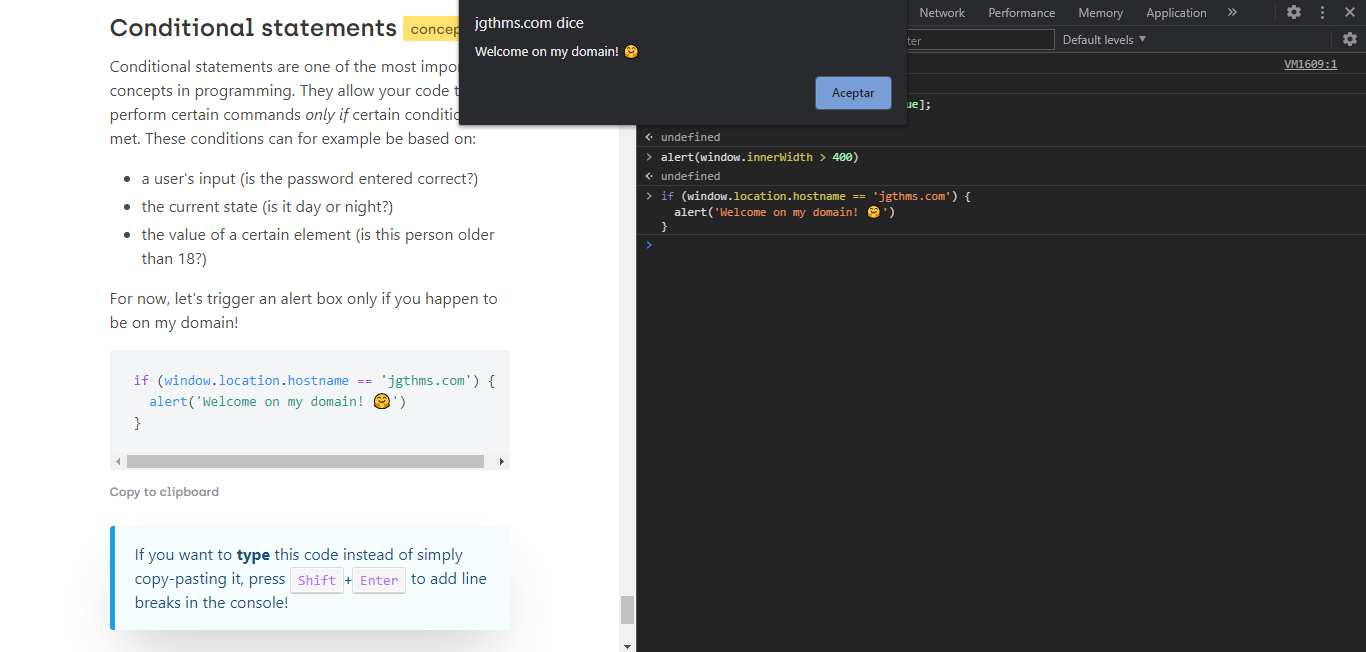 Conditional statements
Conditional statements are one of the most
concepts in programming. They allow your code
perform certain commands only if certain
met. These conditions can for example be based on:
a user's input (is the password entered correct?)
the current state (is it day or night?)
the value of a certain element (is this person older
than 18?)
For now, let's trigger an alert box only if you happen to
be on my domain!
if (window.location.hostname == 'jgthms.com') {
alert('Welcome on my domain! 🤗')
}
Copy to clipboard
If you want to type this code instead of simply
copy-pasting it, press Shift+Enter to add line
breaks in the console!
jgthms.com dice
Welcome on my domain! 🤗
Aceptar
Network Performance Memory Application »
Default levels ▼
VM1609:1
];
undefined
> alert(window.innerWidth > 400)
undefined
> if (window.location.hostname == 'jgthms.com') {
alert('Welcome on my domain! 🤗')
}
>